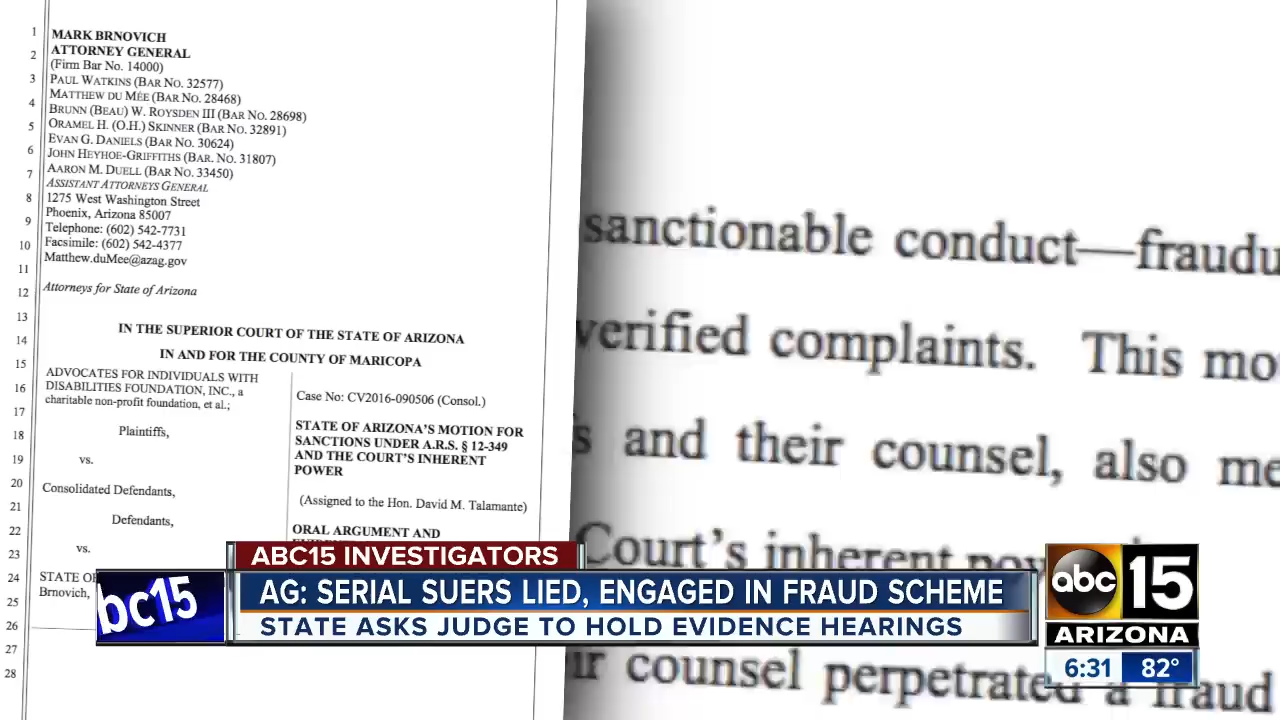 1
MARK BRNOVICH
2
ATTORNEY GENERAL
(Firm Bar No. 14000)
3
PAUL WATKINS (BAR NO. 32577)
MATTHEW DU MÉE (BAR NO. 28468)
4
BRUNN (BEAU) W. ROYSDEN III (BAR NO. 28698)
5
ORAMEL H. (O.H.) SKINNER (BAR NO. 32891)
EVAN G. DANIELS (BAR NO. 30624)
6
JOHN HEYHOE-GRIFFITHS (BAR. NO. 31807)
7
AARON M. DUELL (BAR NO. 33450)
ASSISTANT ATTORNEYS GENERAL
8
1275 West Washington Street
Phoenix, Arizona 85007
9
Telephone: (602) 542-7731
10
Facsimile: (602) 542-4377
11
Matthew.duMee@azag.gov
12
Attorneys for State of Arizona
13
IN THE SUPERIOR COURT OF THE STATE OF ARIZONA
14
IN AND FOR THE COUNTY OF MARICOPA
15
ADVOCATES FOR INDIVIDUALS WITH
16
DISABILITIES FOUNDATION, INC., a
charitable non-profit foundation, et al.;
17
Plaintiffs,
18
19
vs.
20
Consolidated Defendants,
21
Defendants,
22
23
vs.
24
STATE OF
25
Brnovich,
26
27
28
Case No: CV2016-090506 (Consol.)
STATE OF ARIZONA'S MOTION FOR
SANCTIONS UNDER A.R.S. § 12-349
AND THE COURT'S INHERENT
POWER
(Assigned to the Hon. David M. Talamante)
ORAL ARGUMENT AND
sanctionable conduct—fraudu
verified complaints. This mo
s and their counsel, also me
Court's inherent pow
ir counsel perpetrated a fraud
ABC15 INVESTIGATORS
bc15
AG: SERIAL SUERS LIED, ENGAGED IN FRAUD SCHEME
STATE ASKS JUDGE TO HOLD EVIDENCE HEARINGS
abc 15
ARIZONA
6:31 82°